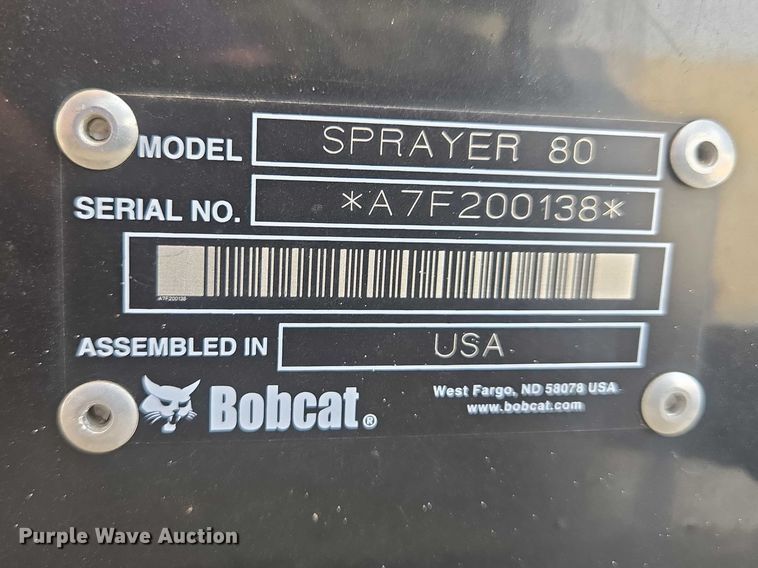 MODEL SPRAYER 80
SERIAL NO. *A7F200138*
A7F200138
ASSEMBLED IN USA
Bobcat®
West Fargo, ND 58078 USA
www.bobcat.com
Purple Wave Auction